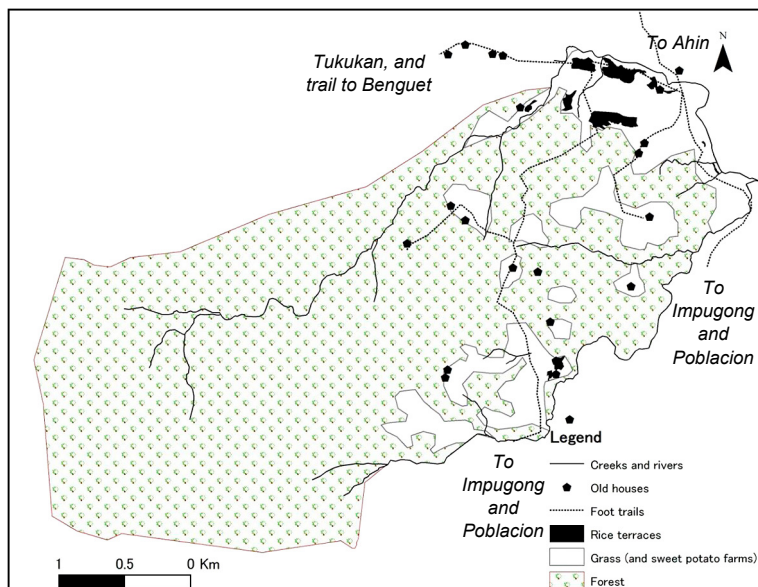 To Ahin
N
Tukukan, and
trail to Benguet
To
Impugong
and
Poblacion
To
Impugong
and
Poblacion
Legend
Creeks and rivers
Old houses
Foot trails
Rice terraces
Grass (and sweet potato farms)
Forest
1 0.5 0 Km